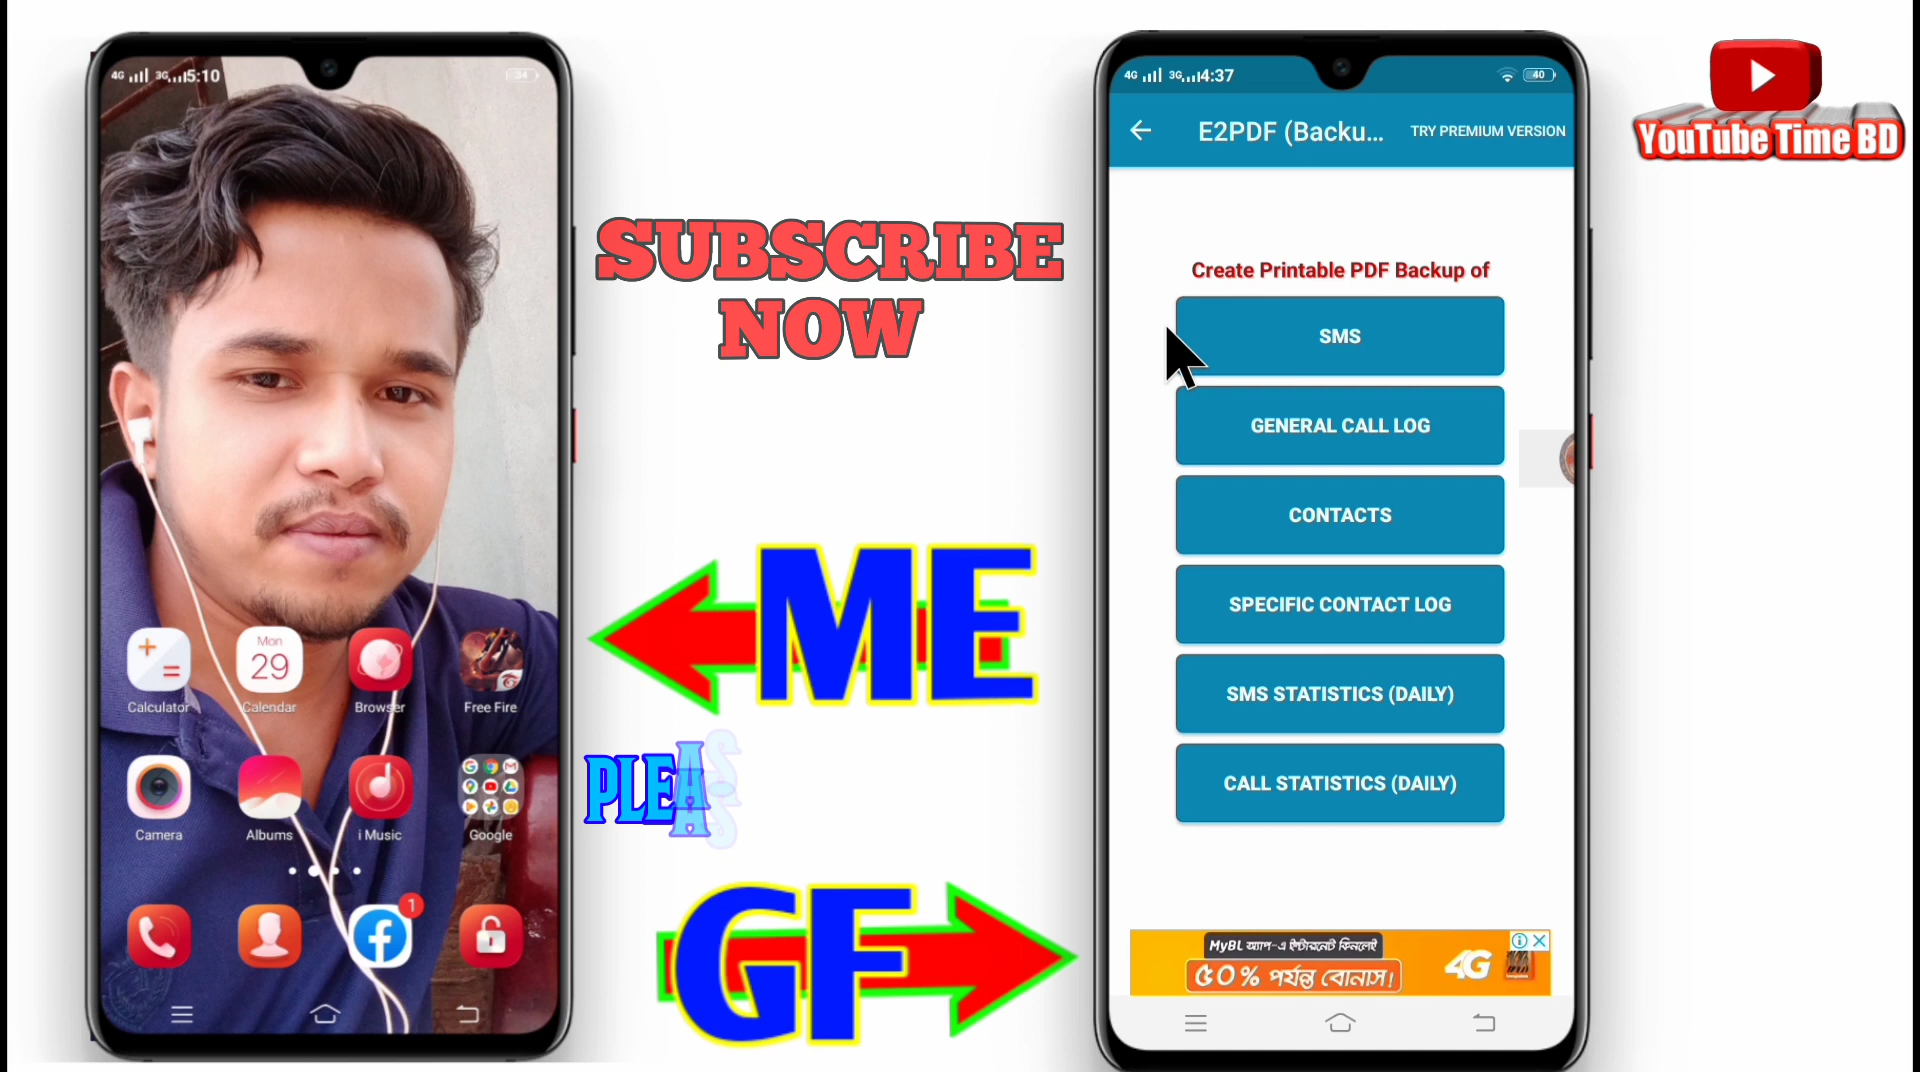 4G 3G 5:10
34
Calculator
Mon
29
Calendar
Browser
Free Fire
Camera
Albums
i Music
Google
1
SUBSCRIBE
NOW
ME
PLEAS
GF
4G 3G 4:37
40
E2PDF (Backu...
TRY PREMIUM VERSION
Create Printable PDF Backup of
SMS
GENERAL CALL LOG
CONTACTS
SPECIFIC CONTACT LOG
SMS STATISTICS (DAILY)
CALL STATISTICS (DAILY)
MyBL অ্যাপ-এ ইন্টারনেট কিনলেই
৫০% পর্যন্ত বোনাস!
4G
YouTube Time BD